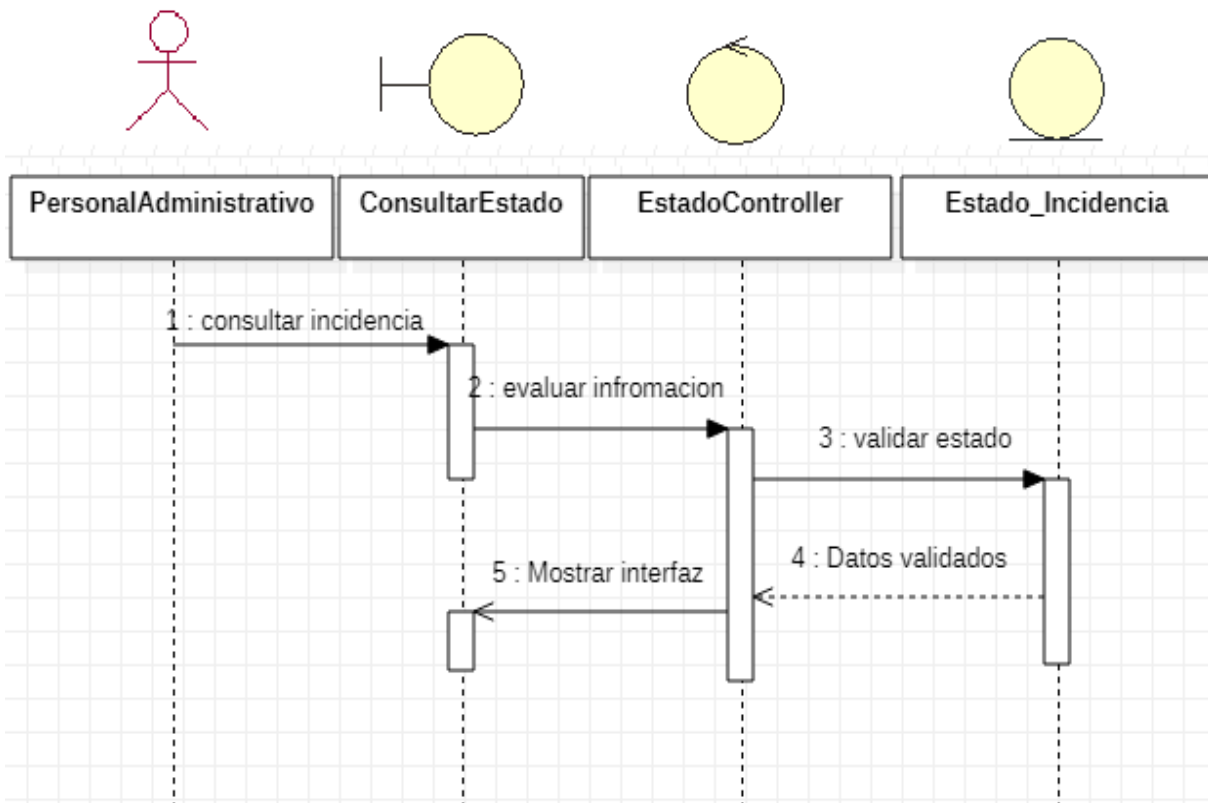 PersonalAdministrativo
ConsultarEstado
EstadoController
Estado_Incidencia
1 : consultar incidencia
2 : evaluar infromacion
3 : validar estado
4 : Datos validados
5 : Mostrar interfaz